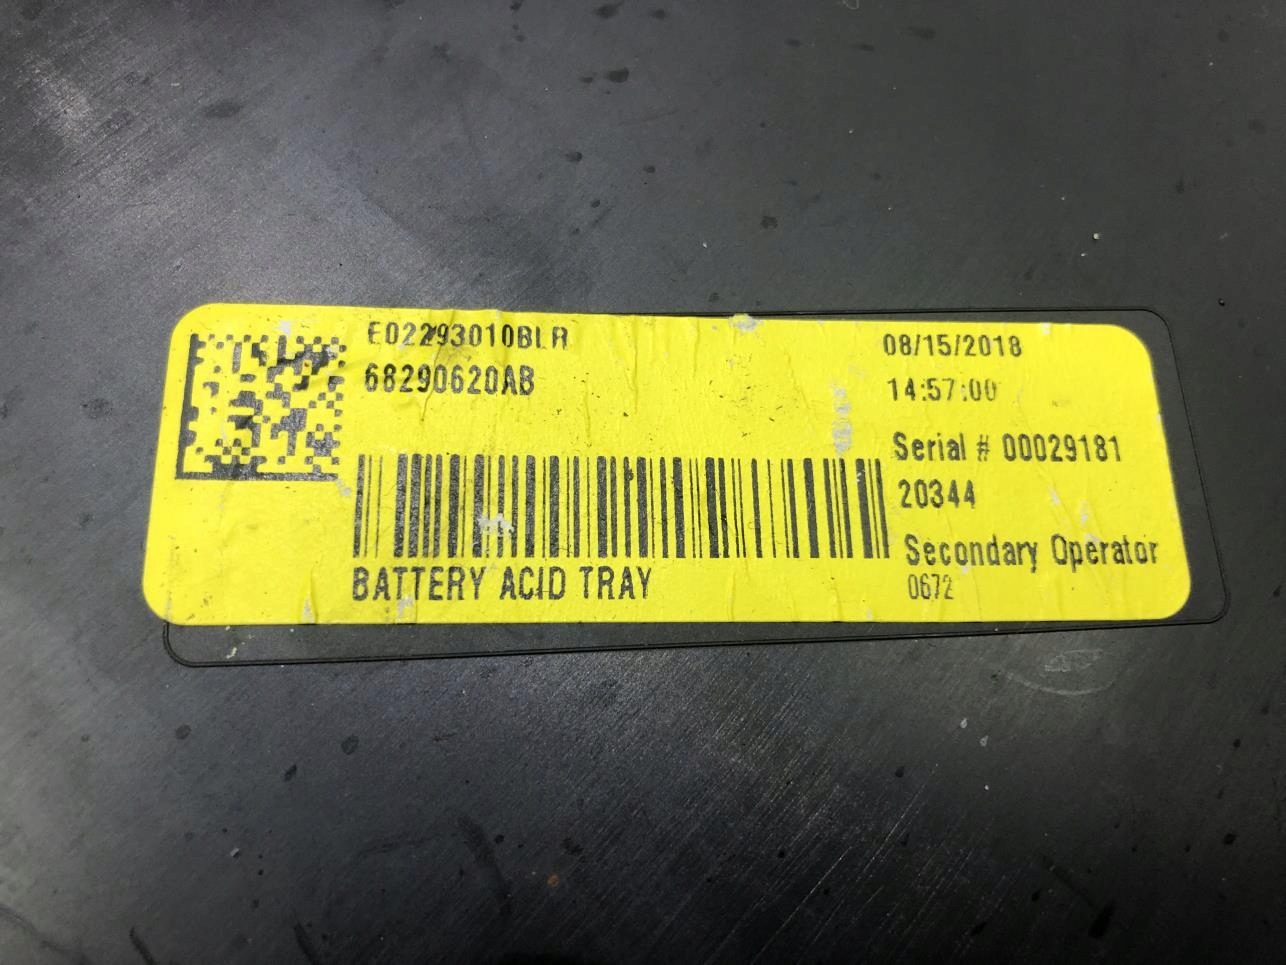 E02293010BLR
68290620AB
BATTERY ACID TRAY
08/15/2018
14:57:00
Serial # 00029181
20344
Secondary Operator
0672